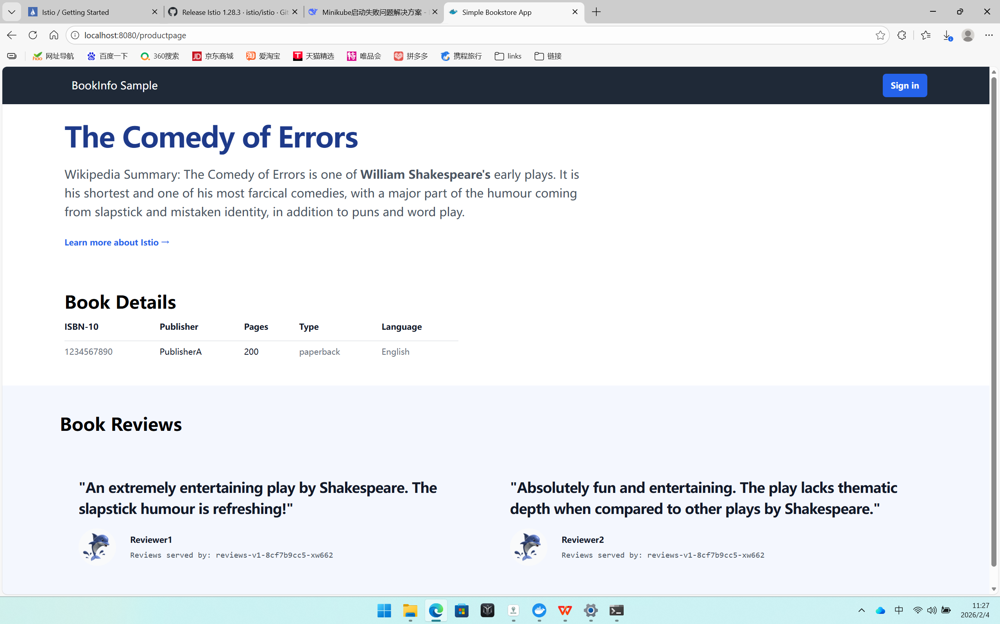 Istio / Getting Started
Release Istio 1.28.3 · istio/istio · Git
Minikube启动失败问题解决方案 -
Simple Bookstore App
localhost:8080/productpage
hao 网址导航
du 百度一下
360搜索
JD 京东商城
淘 爱淘宝
T 天猫精选
特 唯品会
拼多多
携程旅行
links
链接
BookInfo Sample
Sign in
The Comedy of Errors
Wikipedia Summary: The Comedy of Errors is one of William Shakespeare's early plays. It is
his shortest and one of his most farcical comedies, with a major part of the humour coming
from slapstick and mistaken identity, in addition to puns and word play.
Learn more about Istio →
Book Details
ISBN-10 Publisher Pages Type Language
1234567890 PublisherA 200 paperback English
Book Reviews
"An extremely entertaining play by Shakespeare. The
slapstick humour is refreshing!"
Reviewer1
Reviews served by: reviews-v1-8cf7b9cc5-xw662
"Absolutely fun and entertaining. The play lacks thematic
depth when compared to other plays by Shakespeare."
Reviewer2
Reviews served by: reviews-v1-8cf7b9cc5-xw662
中
11:27
2026/2/4